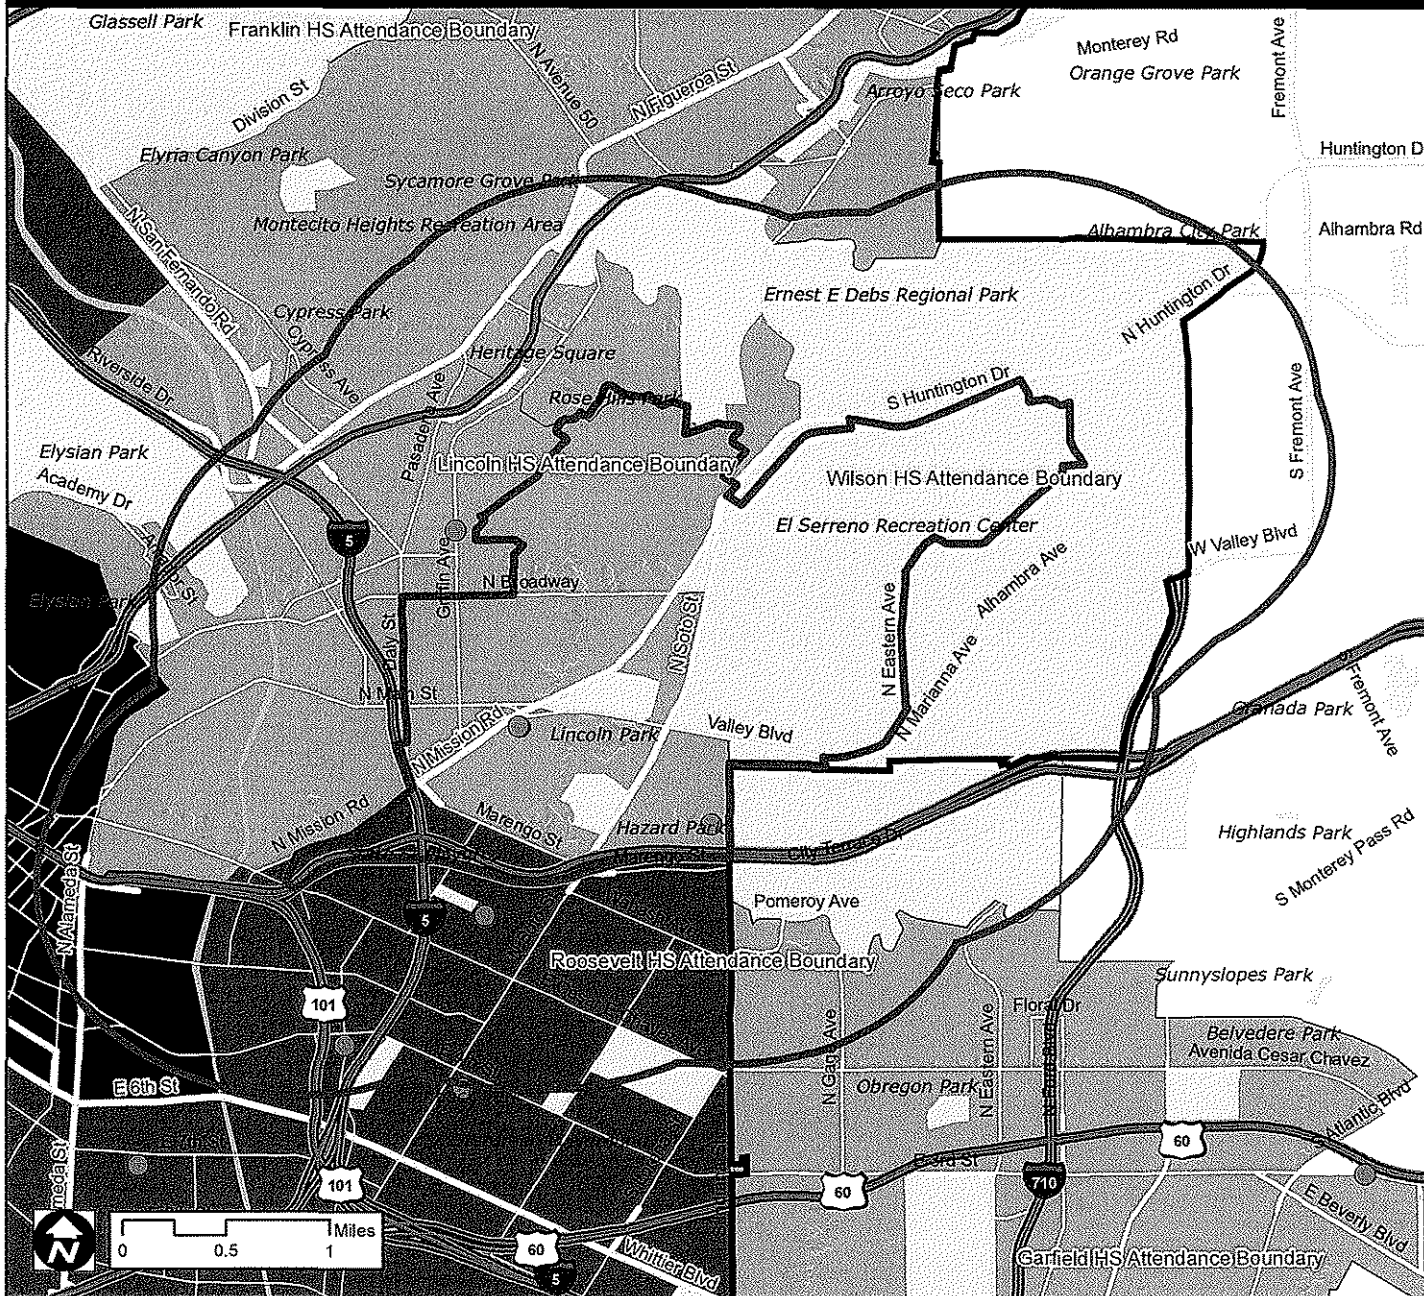 Glassell Park
Franklin HS Attendance Boundary
Monterey Rd
Orange Grove Park
Fremont Ave
N Avenue 50
N Figueroa St
Arroyo Seco Park
Division St
Huntington D
Elyria Canyon Park
Sycamore Grove Park
Montecito Heights Recreation Area
Alhambra City Park
Alhambra Rd
N San Fernando Rd
Ernest E Debs Regional Park
N Huntington Dr
Cypress Park
Cypress Ave
Heritage Square
Riverside Dr
Pasadena Ave
Rose Hills Park
S Huntington Dr
S Fremont Ave
Elysian Park
Academy Dr
Lincoln HS Attendance Boundary
Wilson HS Attendance Boundary
El Serreno Recreation Center
5
W Valley Blvd
Alhambra Ave
Elysian Park
Griffin Ave
N Broadway
N Eastern Ave
N Soto St
Daly St
N Marianna Ave
N Main St
S Fremont Ave
Granada Park
N Mission Rd
Lincoln Park
Valley Blvd
N Mission Rd
Marengo St
Hazard Park
Highlands Park
S Monterey Pass Rd
Marengo St
City Terrace Dr
N Alameda St
5
Pomeroy Ave
Roosevelt HS Attendance Boundary
Sunnyslopes Park
101
Floral Dr
N Gage Ave
N Eastern Ave
Belvedere Park
Avenida Cesar Chavez
E 6th St
Obregon Park
Atlantic Blvd
60
E 7th St
E 3rd St
101
60
710
meda St
E Beverly Blvd
N
0 0.5 1 Miles
60
5
Whittier Blvd
Garfield HS Attendance Boundary